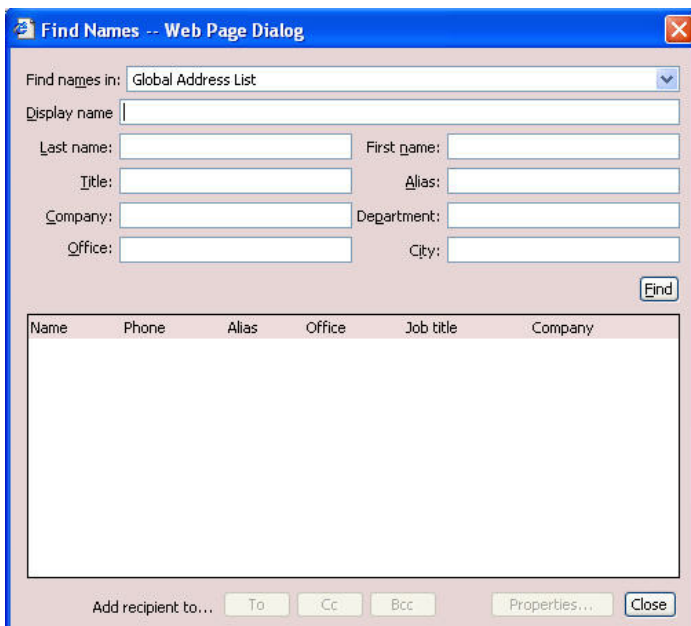 Find Names -- Web Page Dialog
Find names in: Global Address List
Display name
Last name: First name:
Title: Alias:
Company: Department:
Office: City:
Find
Name Phone Alias Office Job title Company
Add recipient to... To Cc Bcc Properties... Close